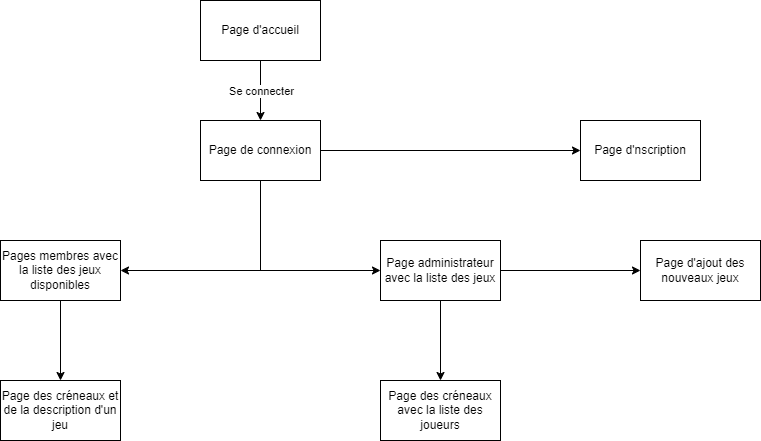 Page d'accueil
Se connecter
Page de connexion
Page d'nscription
Pages membres avec
la liste des jeux
disponibles
Page administrateur
avec la liste des jeux
Page d'ajout des
nouveaux jeux
Page des créneaux et
de la description d'un
jeu
Page des créneaux
avec la liste des
joueurs